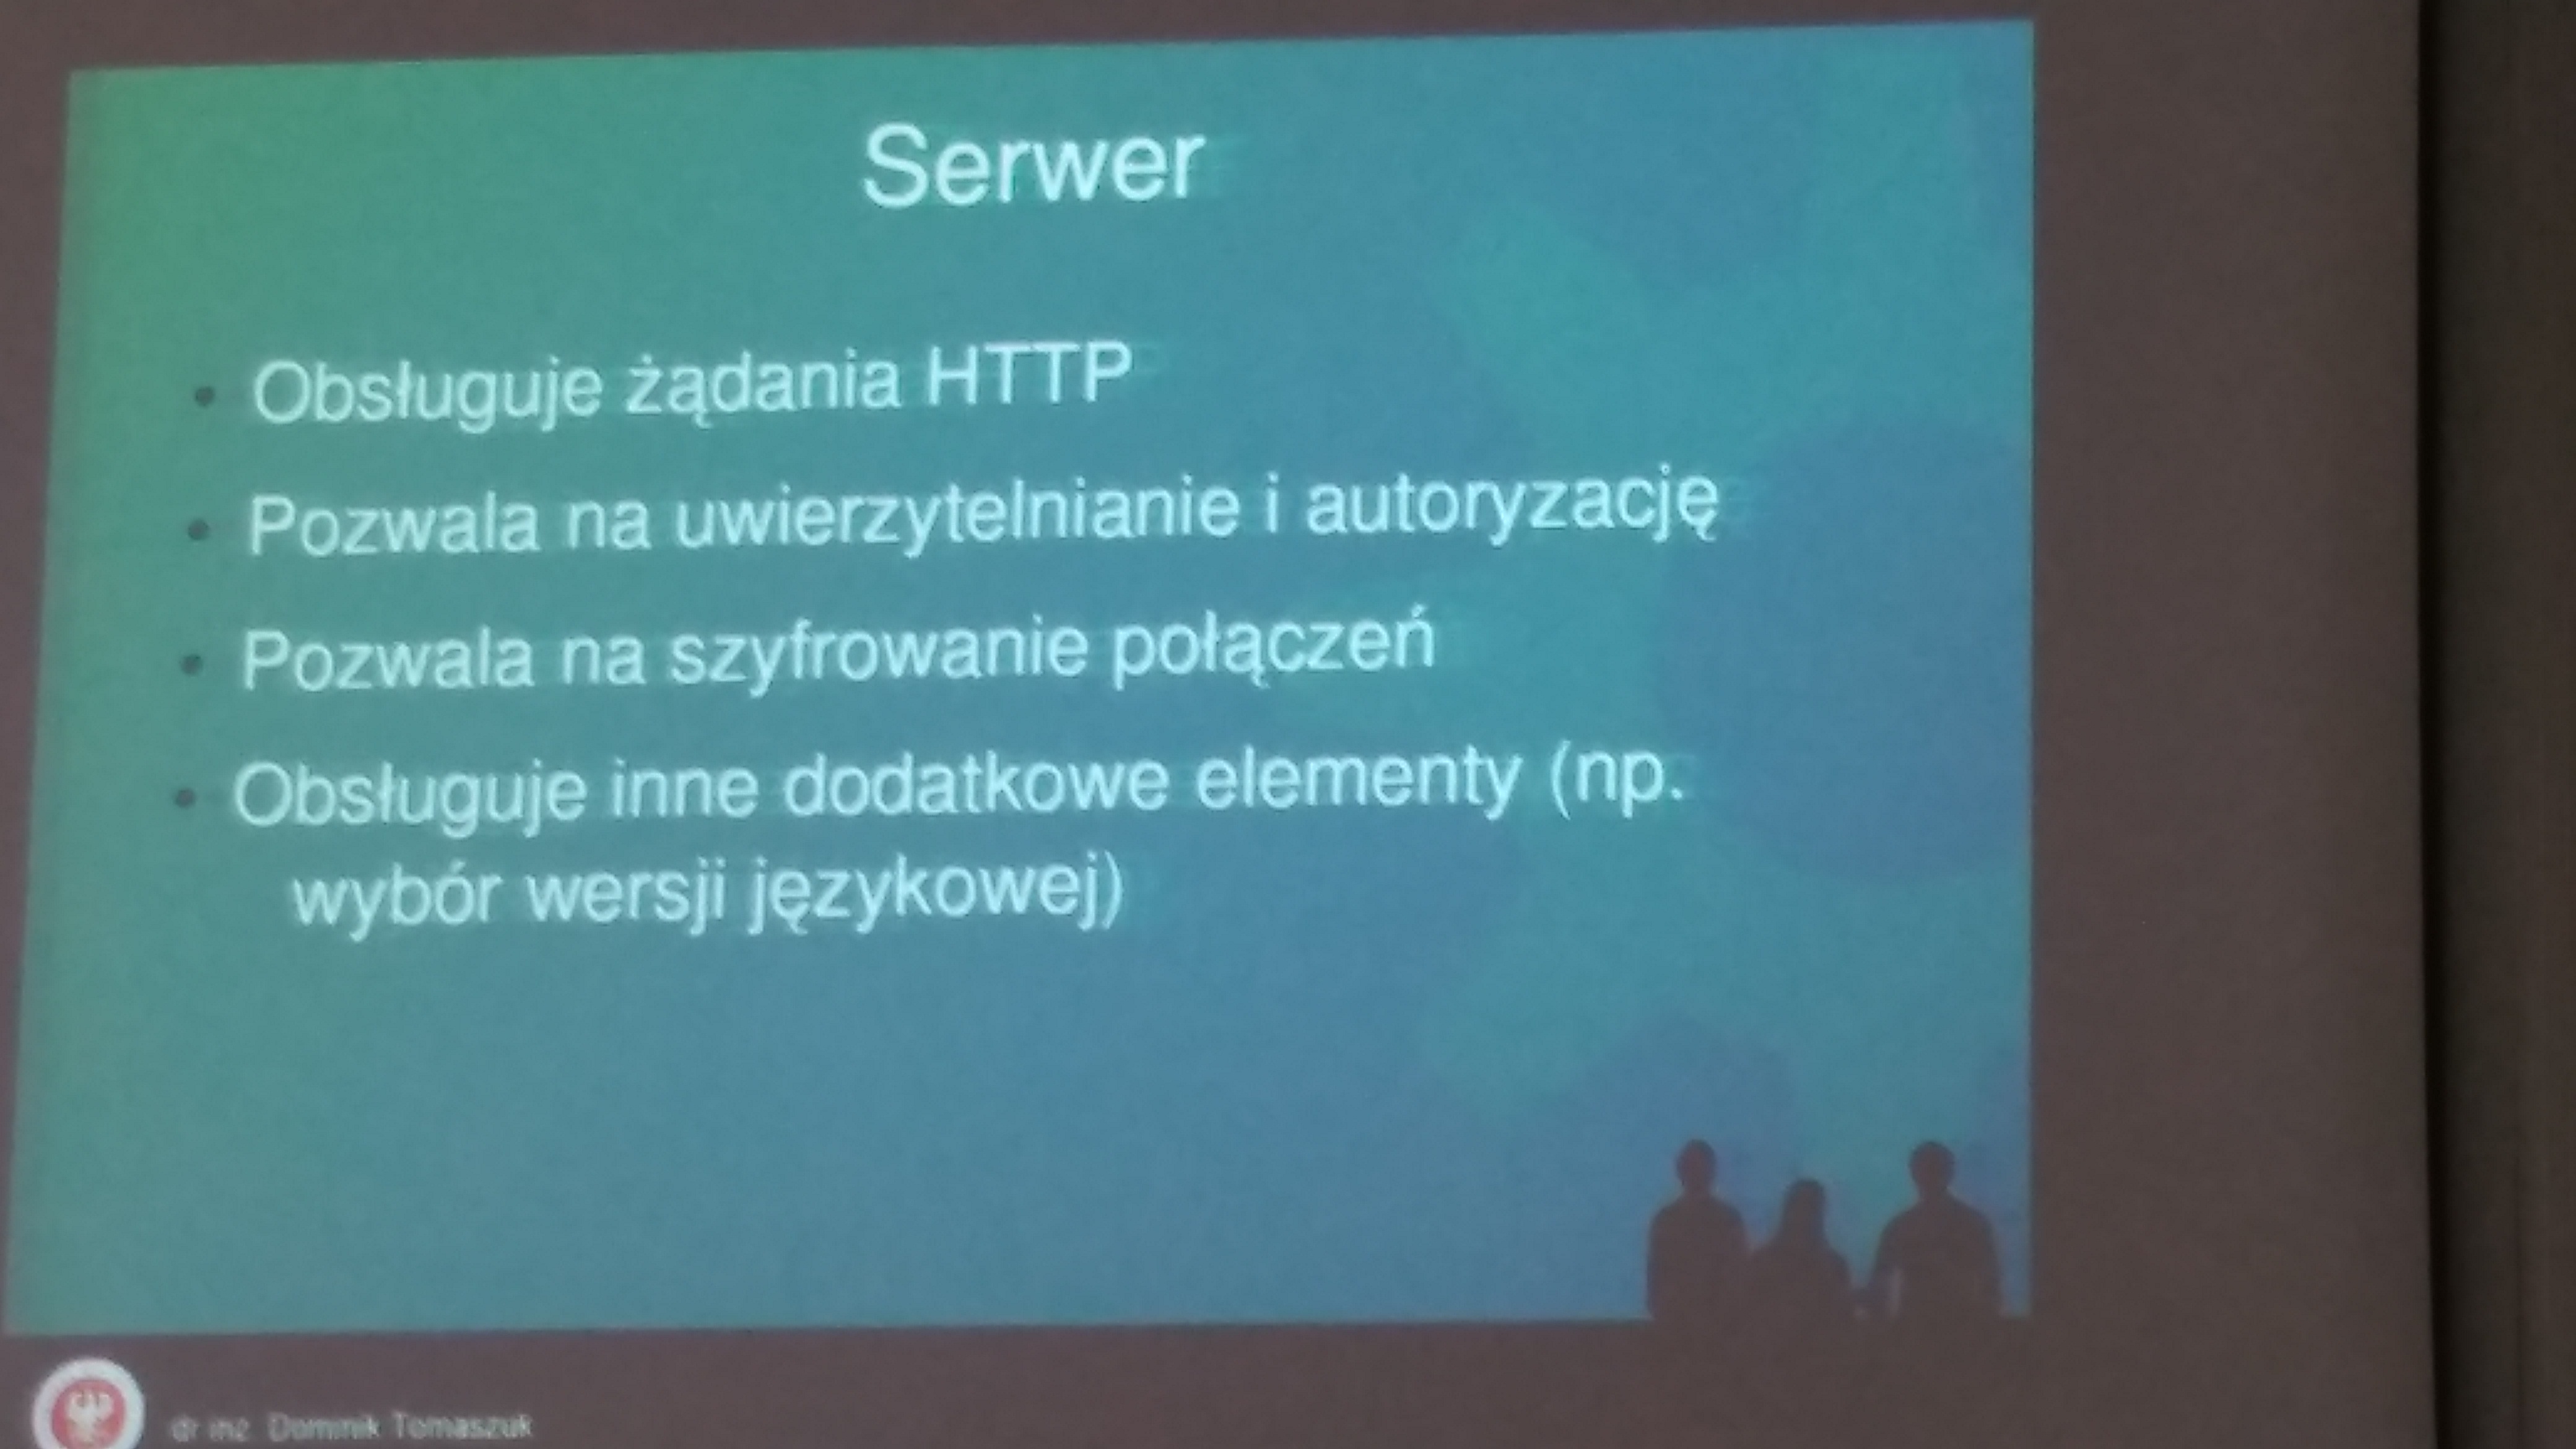 Serwer
• Obsługuje żądania HTTP
• Pozwala na uwierzytelnianie i autoryzację
• Pozwala na szyfrowanie połączeń
• Obsługuje inne dodatkowe elementy (np.
wybór wersji językowej)
dr inż. Dominik Tomaszuk